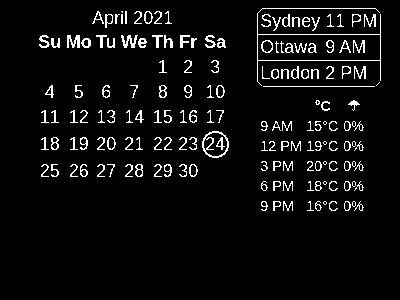 April 2021
Su Mo Tu We Th Fr Sa
1 2 3
4 5 6 7 8 9 10
11 12 13 14 15 16 17
18 19 20 21 22 23 24
25 26 27 28 29 30
Sydney 11 PM
Ottawa 9 AM
London 2 PM
°C ☂
9 AM 15°C 0%
12 PM 19°C 0%
3 PM 20°C 0%
6 PM 18°C 0%
9 PM 16°C 0%